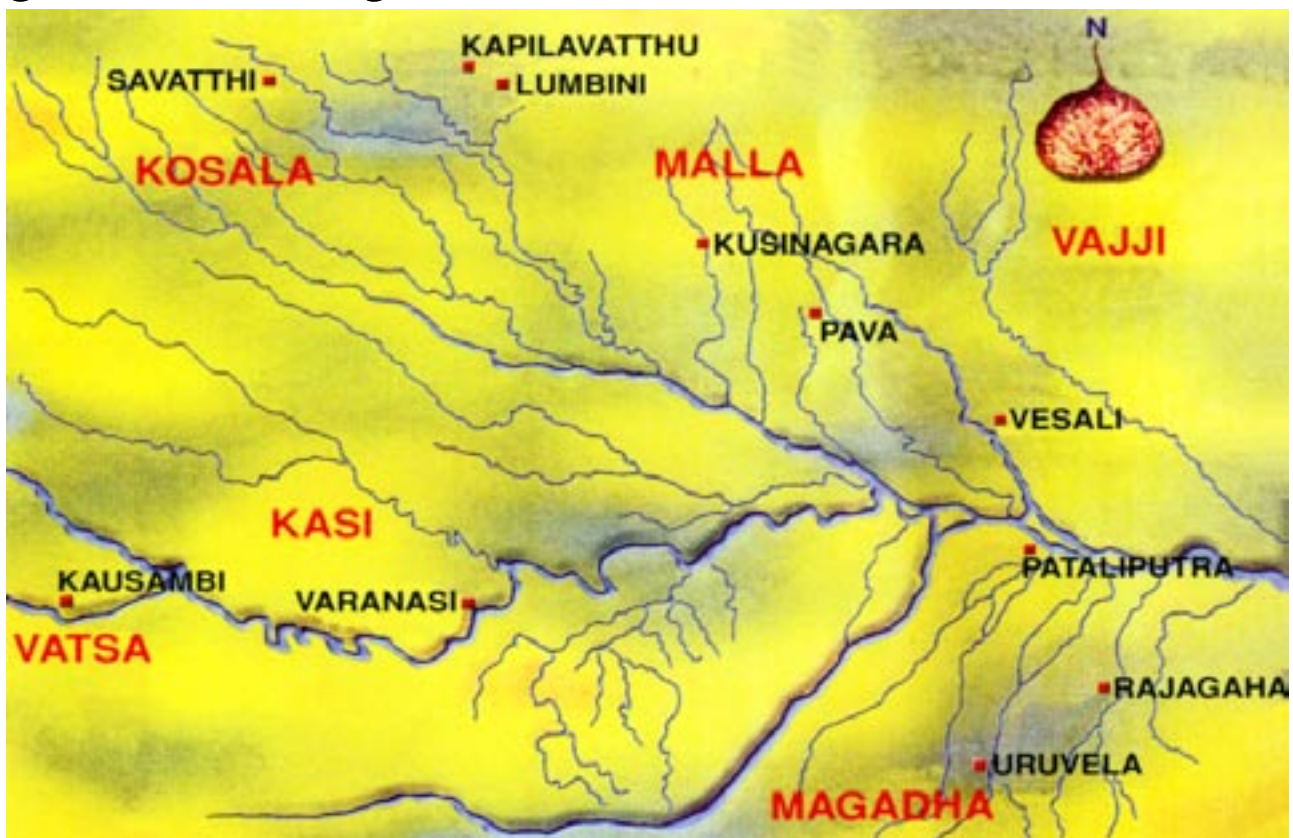 N
KAPILAVATTHU
SAVATTHI
LUMBINI
KOSALA
MALLA
KUSINAGARA
VAJJI
PAVA
VESALI
KASI
PATALIPUTRA
KAUSAMBI
VARANASI
VATSA
RAJAGAHA
URUVELA
MAGADHA